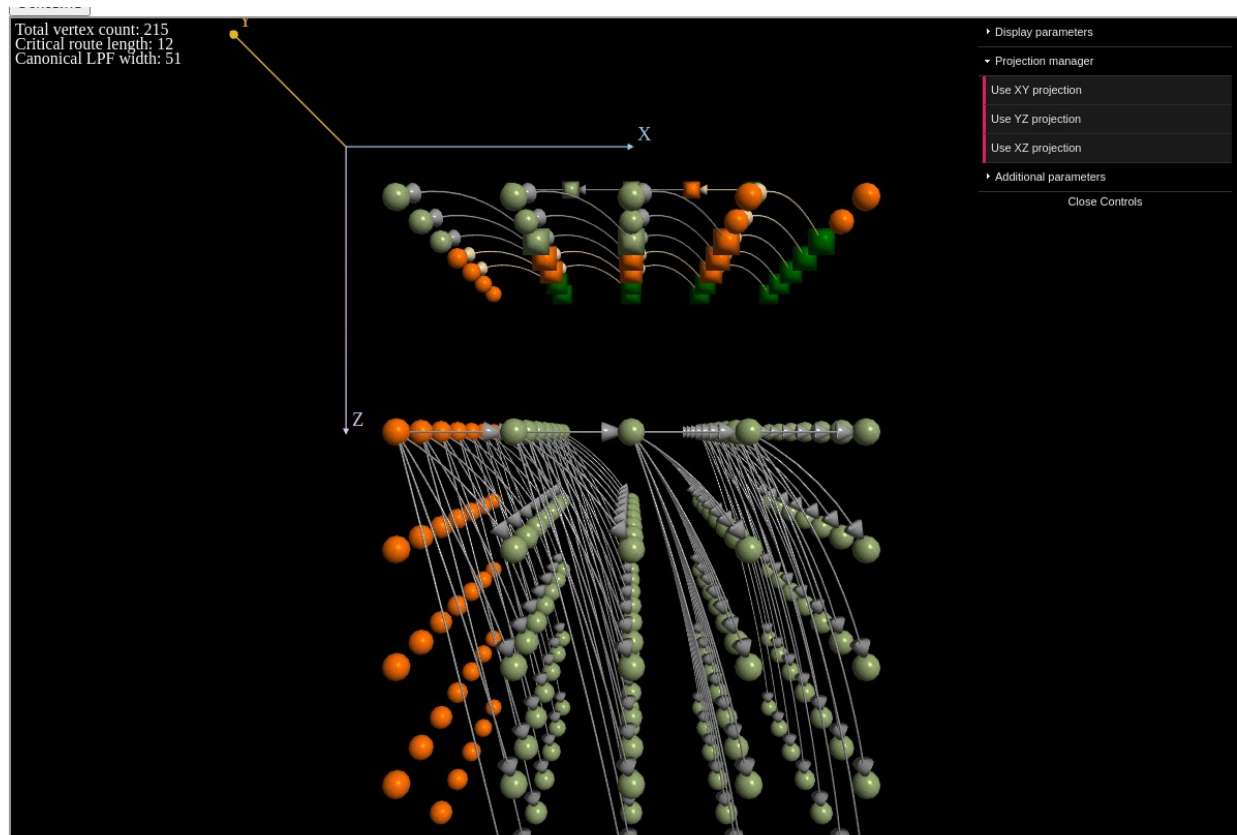 Total vertex count: 215
Critical route length: 12
Canonical LPF width: 51
Y
X
Z
Display parameters
Projection manager
Use XY projection
Use YZ projection
Use XZ projection
Additional parameters
Close Controls